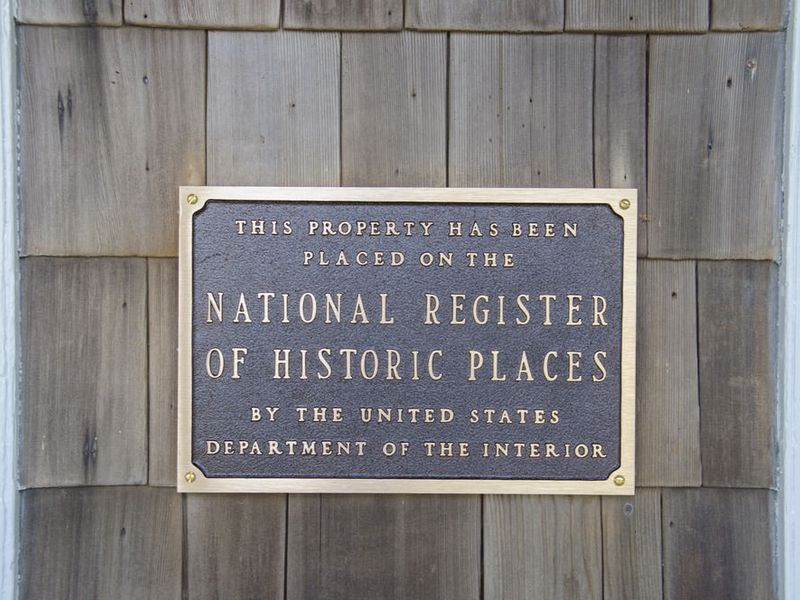 THIS PROPERTY HAS BEEN
PLACED ON THE
NATIONAL REGISTER
OF HISTORIC PLACES
BY THE UNITED STATES
DEPARTMENT OF THE INTERIOR